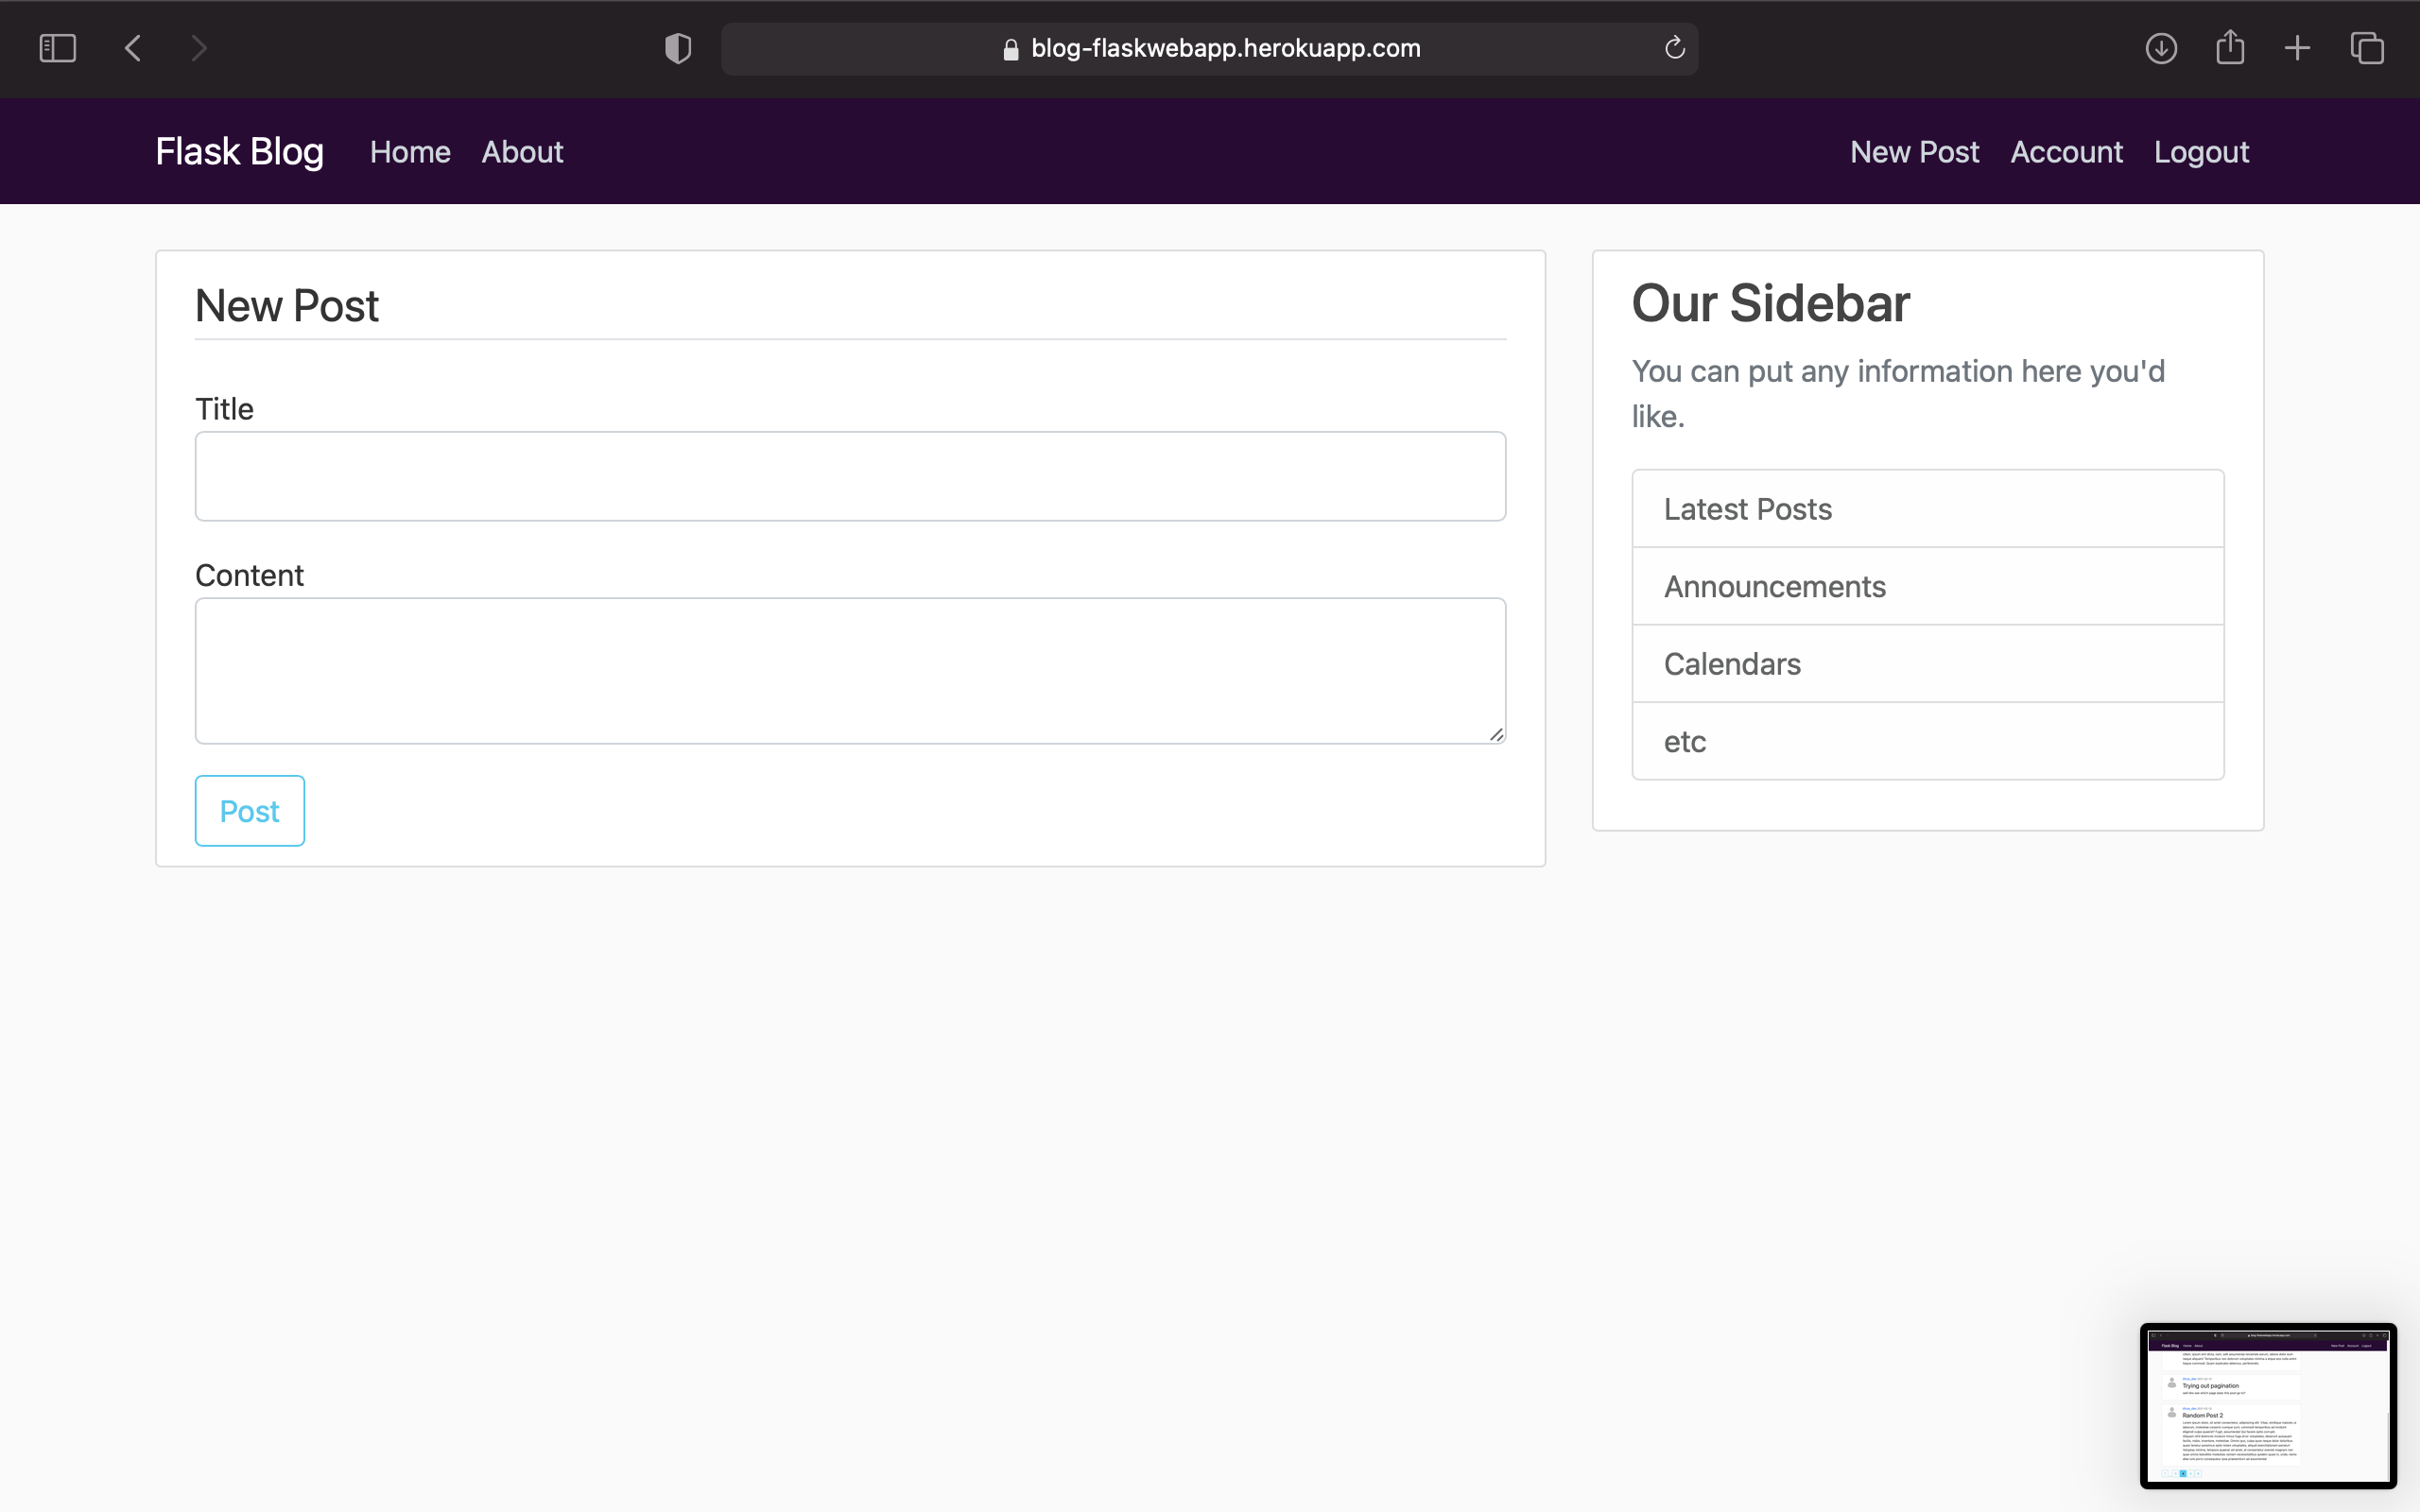 blog-flaskwebapp.herokuapp.com
Flask Blog Home About New Post Account Logout
New Post
Title
Content
Post
Our Sidebar
You can put any information here you'd
like.
Latest Posts
Announcements
Calendars
etc
Flask Blog
Trying out pagination
Random Post 2